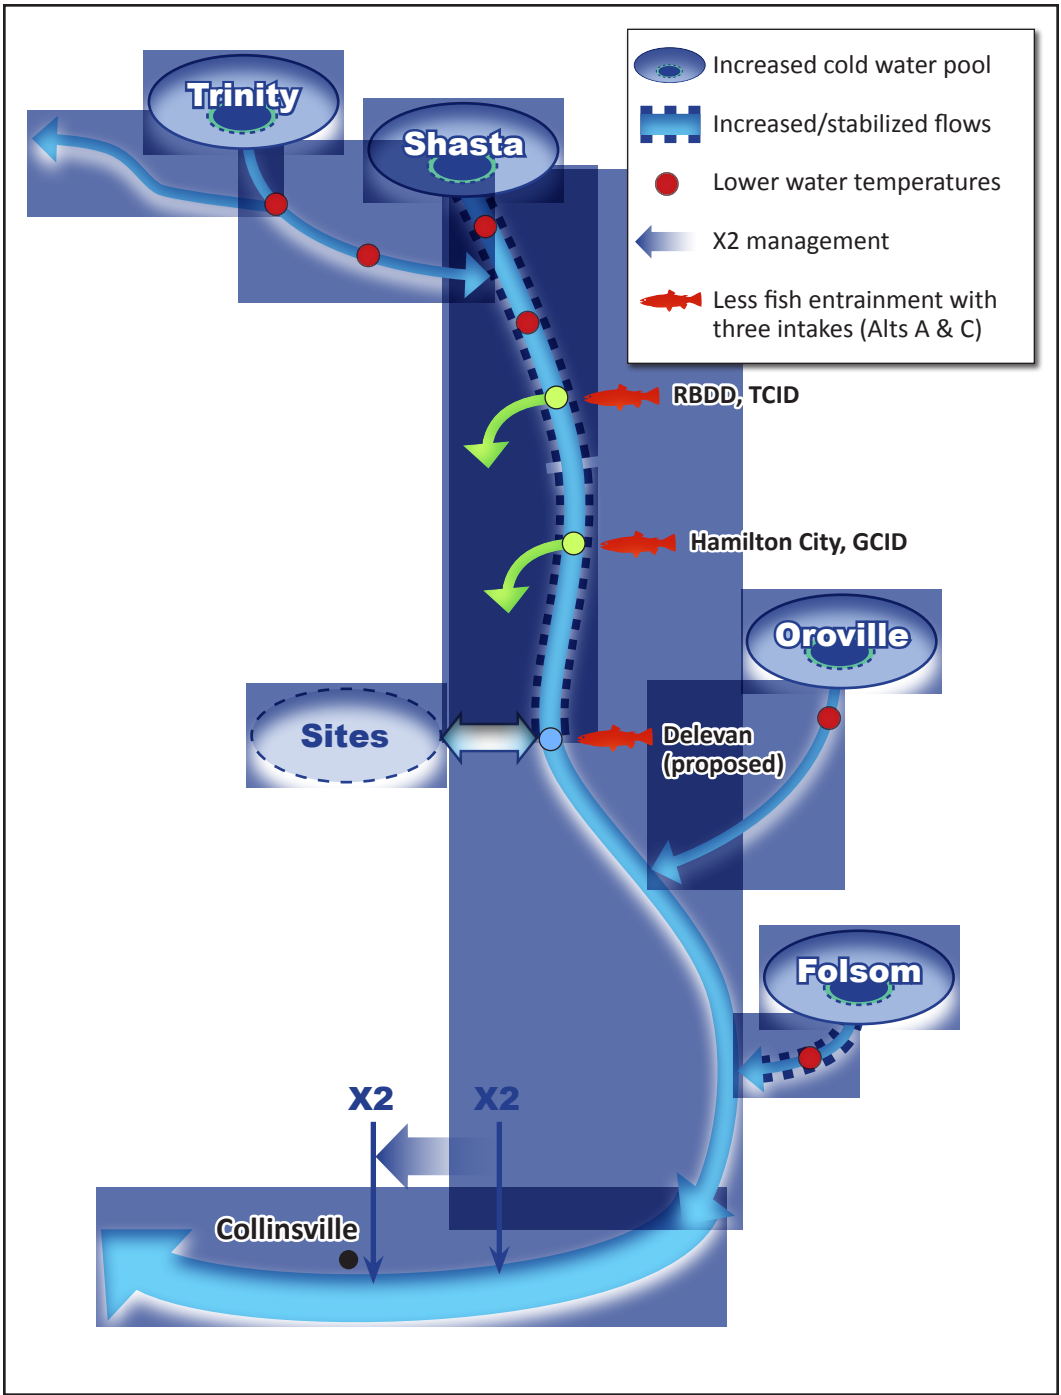 Trinity
Shasta
Increased cold water pool
Increased/stabilized flows
Lower water temperatures
X2 management
Less fish entrainment with
three intakes (Alts A & C)
RBDD, TCID
Hamilton City, GCID
Oroville
Sites
Delevan
(proposed)
Folsom
X2
X2
Collinsville